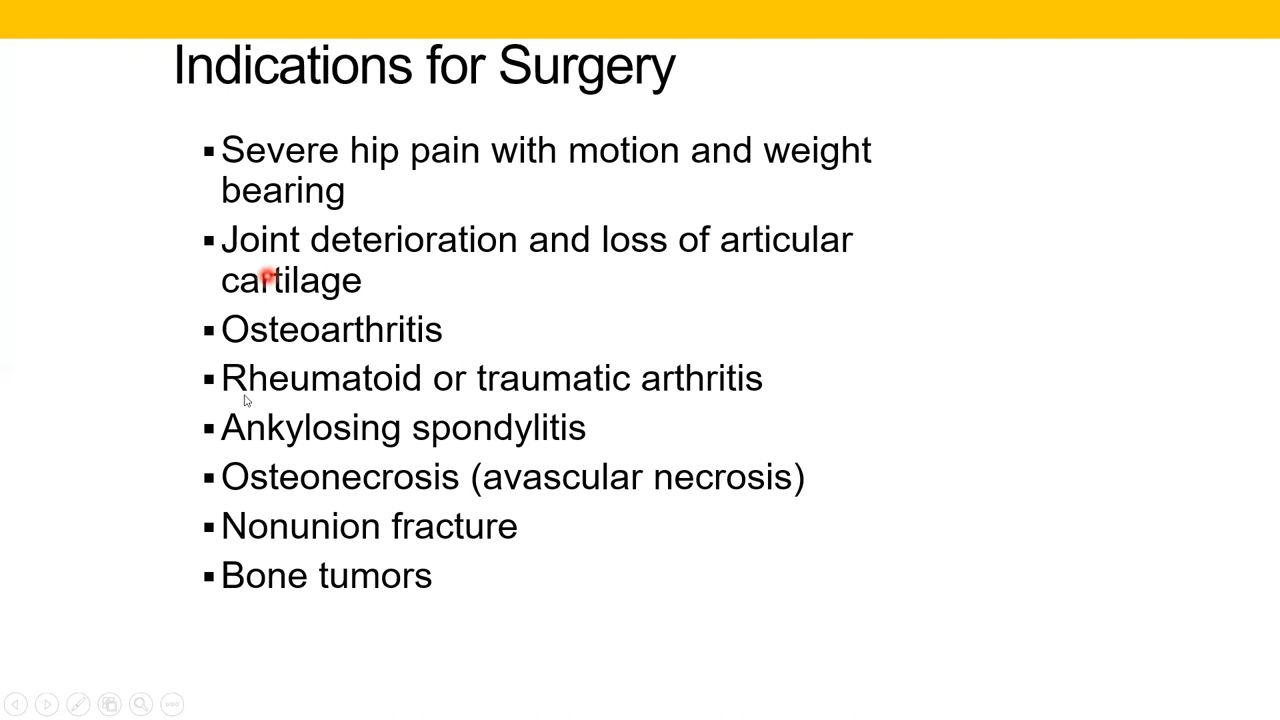 Indications for Surgery
▪Severe hip pain with motion and weight
bearing
▪Joint deterioration and loss of articular
cartilage
▪Osteoarthritis
▪Rheumatoid or traumatic arthritis
▪Ankylosing spondylitis
▪Osteonecrosis (avascular necrosis)
▪Nonunion fracture
▪Bone tumors